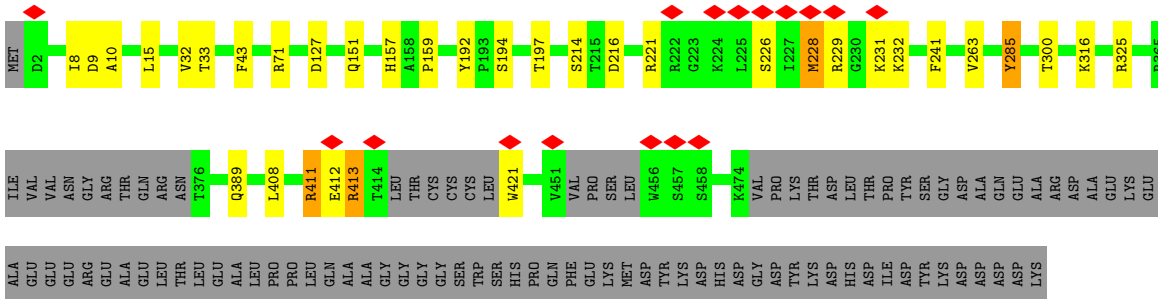 MET D2 I8 D9 A10 L15 V32 T33 F43 R71 D127 Q151 H157 A158 P159 Y192 P193 S194 T197 S214 T215 D216 R221 R222 G223 K224 L225 S226 I227 M228 R229 G230 K231 K232 F241 V263 Y285 T300 K316 R325
ILE VAL VAL ASN GLY ARG THR GLN ARG ASN T376 Q389 L408 R411 E412 R413 T414 LEU THR CYS CYS CYS LEU W421 V451 VAL PRO SER LEU W456 S457 S458 K474 VAL PRO LYS THR ASP LEU THR PRO TYR SER GLY ASP ALA GLN GLU ALA ARG ASP ALA GLU LYS GLU
ALA GLU GLU GLU ARG GLU ALA GLU LEU THR LEU GLU ALA LEU PRO PRO LEU GLN ALA ALA GLY GLY GLY GLY SER TRP SER HIS PRO GLN PHE GLU LYS MET ASP TYR LYS ASP HIS ASP GLY ASP TYR LYS ASP HIS ASP ILE ASP TYR LYS ASP ASP ASP ASP LYS